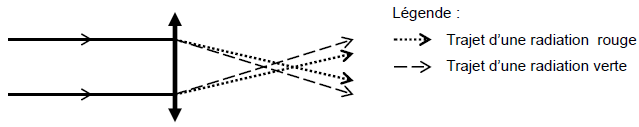 Légende :
Trajet d’une radiation rouge
Trajet d’une radiation verte